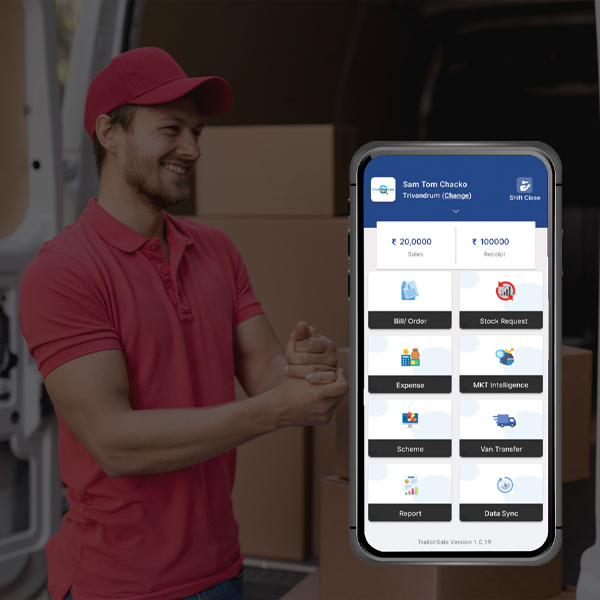 Sam Tom Chacko
Trivandrum (Change)
Shift Close
₹ 20,0000
Sales
₹ 100000
Receipt
Bill/ Order
Stock Request
Expense
MKT Intelligence
Scheme
Van Transfer
Report
Data Sync
TrakUrSale Version 1.0.19